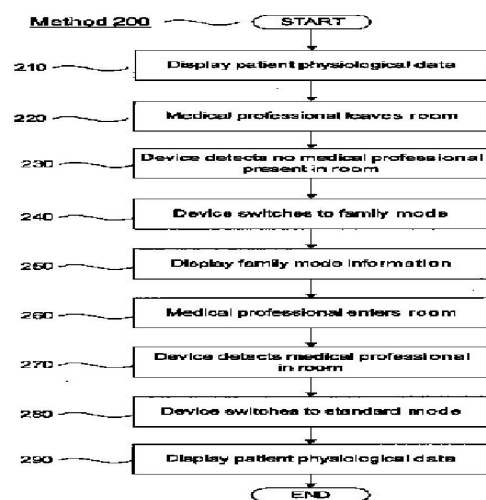 Method 200
START
210 Display patient physiological data
220 Medical professional leaves room
230 Device detects no medical professional
present in room
240 Device switches to family mode
250 Display family mode information
260 Medical professional enters room
270 Device detects medical professional
in room
280 Device switches to standard mode
290 Display patient physiological data
END